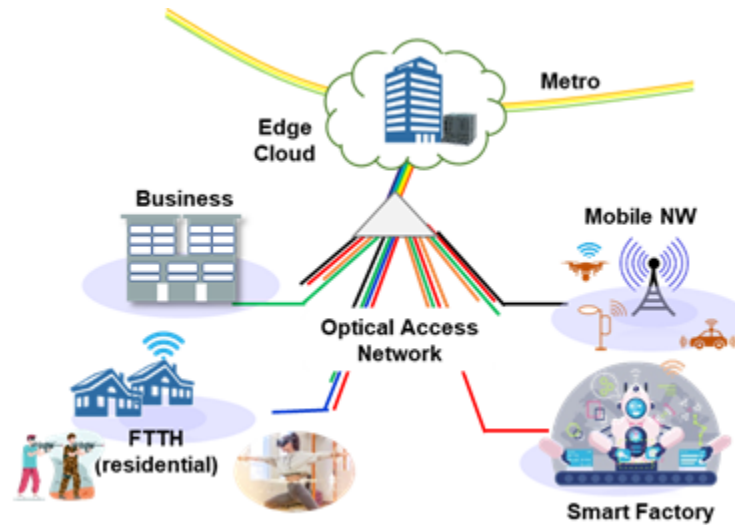 Metro
Edge
Cloud
Business
Mobile NW
Optical Access
Network
FTTH
(residential)
Smart Factory